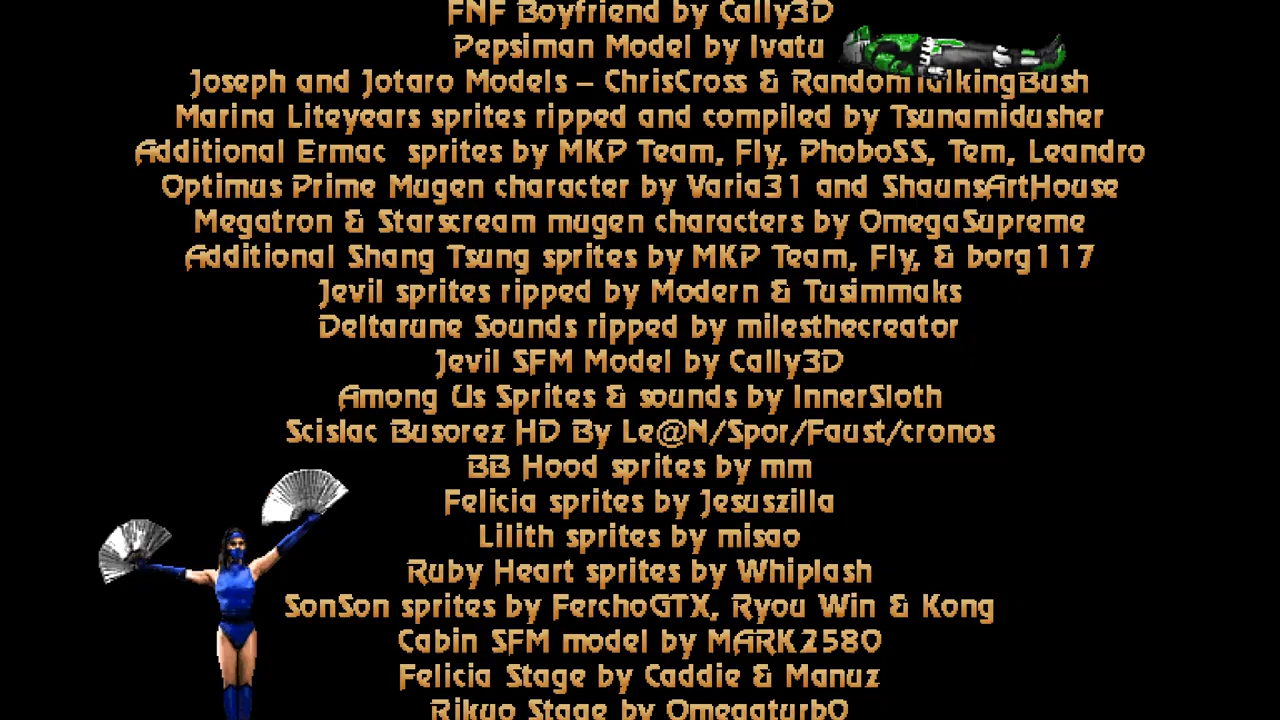 FNF Boyfriend by Cally3D
Pepsiman Model by Ivatu
Joseph and Jotaro Models – ChrisCross & RandomTalkingBush
Marina Liteyears sprites ripped and compiled by Tsunamidusher
Additional Ermac sprites by MKP Team, Fly, PhoboSS, Tem, Leandro
Optimus Prime Mugen character by Varia31 and ShaunsArtHouse
Megatron & Starscream mugen characters by OmegaSupreme
Additional Shang Tsung sprites by MKP Team, Fly, & borg117
Jevil sprites ripped by Modern & Tusimmaks
Deltarune Sounds ripped by milesthecreator
Jevil SFM Model by Cally3D
Among Us Sprites & sounds by InnerSloth
Scislac Busorez HD By Le@N/Spor/Faust/cronos
BB Hood sprites by mm
Felicia sprites by Jesuszilla
Lilith sprites by misao
Ruby Heart sprites by Whiplash
SonSon sprites by FerchoGTX, Ryou Win & Kong
Cabin SFM model by MARK2580
Felicia Stage by Caddie & Manuz
Rikuo Stage by Omegaturb0